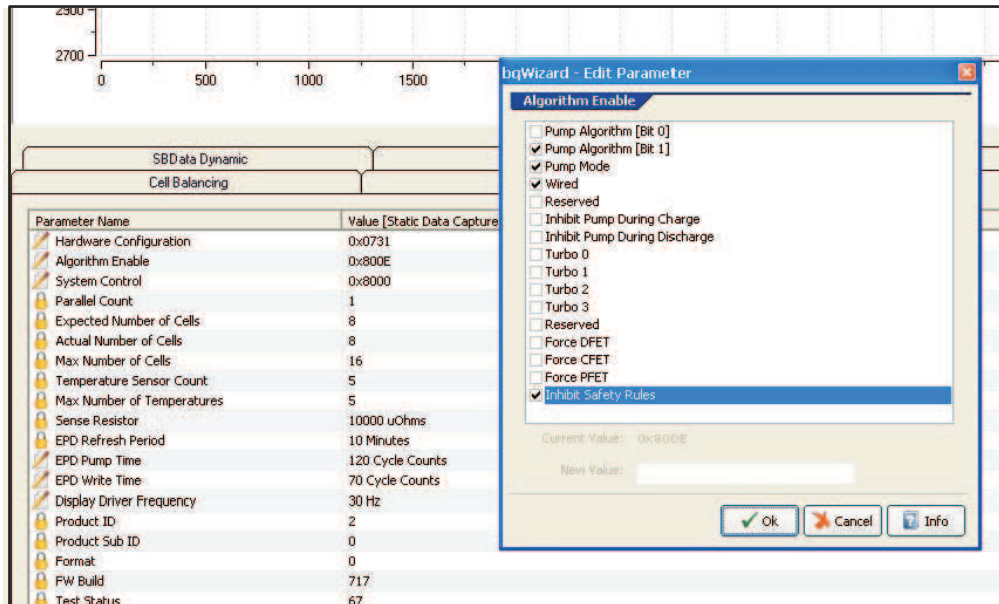 2900
2700
0 500 1000 1500
SBData Dynamic
Cell Balancing
Parameter Name Value [Static Data Capture
Hardware Configuration 0x0731
Algorithm Enable 0x800E
System Control 0x8000
Parallel Count 1
Expected Number of Cells 8
Actual Number of Cells 8
Max Number of Cells 16
Temperature Sensor Count 5
Max Number of Temperatures 5
Sense Resistor 10000 uOhms
EPD Refresh Period 10 Minutes
EPD Pump Time 120 Cycle Counts
EPD Write Time 70 Cycle Counts
Display Driver Frequency 30 Hz
Product ID 2
Product Sub ID 0
Format 0
FW Build 717
Test Status 67
bqWizard - Edit Parameter
Algorithm Enable
Pump Algorithm [Bit 0]
Pump Algorithm [Bit 1]
Pump Mode
Wired
Reserved
Inhibit Pump During Charge
Inhibit Pump During Discharge
Turbo 0
Turbo 1
Turbo 2
Turbo 3
Reserved
Force DFET
Force CFET
Force PFET
Inhibit Safety Rules
Current Value: 0x800E
New Value:
Ok Cancel Info